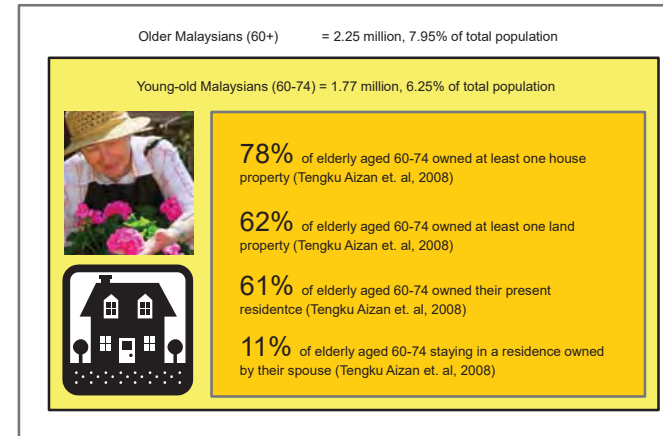 Older Malaysians (60+) = 2.25 million, 7.95% of total population
Young-old Malaysians (60-74) = 1.77 million, 6.25% of total population
78% of elderly aged 60-74 owned at least one house
property (Tengku Aizan et. al, 2008)
62% of elderly aged 60-74 owned at least one land
property (Tengku Aizan et. al, 2008)
61% of elderly aged 60-74 owned their present
residentce (Tengku Aizan et. al, 2008)
11% of elderly aged 60-74 staying in a residence owned
by their spouse (Tengku Aizan et. al, 2008)